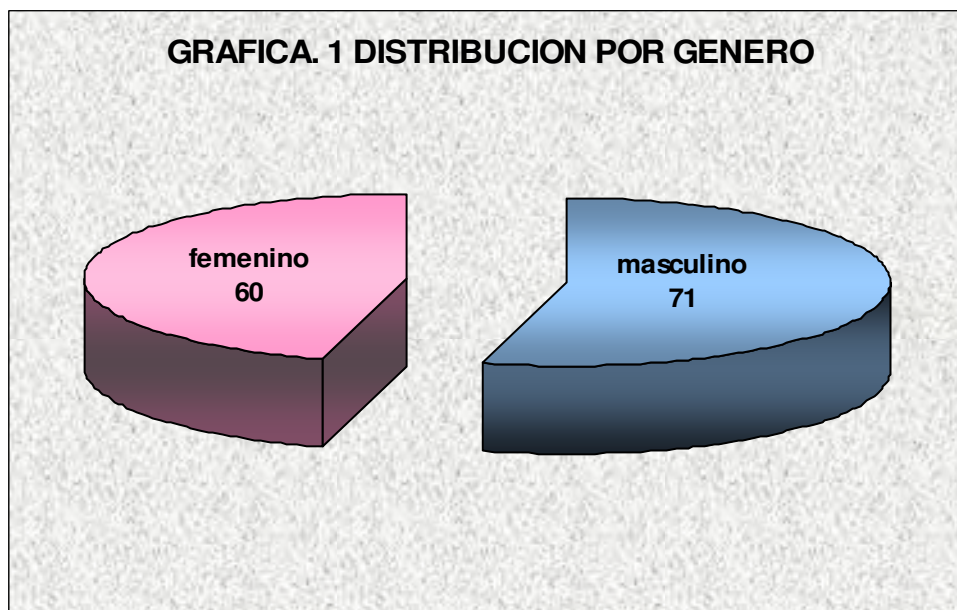 GRAFICA. 1 DISTRIBUCION POR GENERO
femenino
60
masculino
71